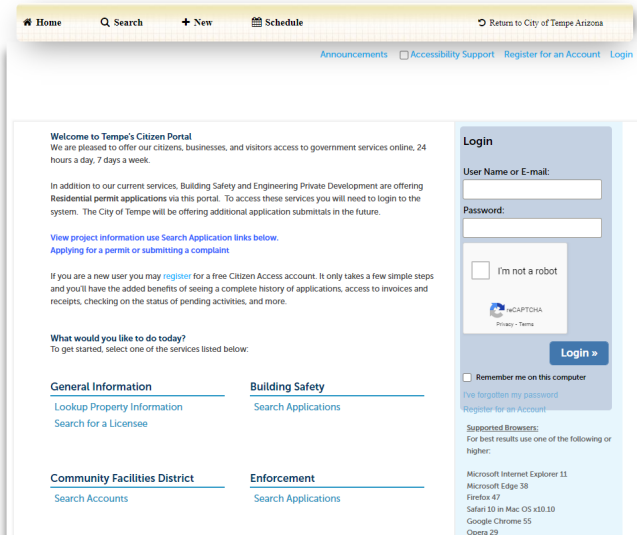 Home Search New Schedule Return to City of Tempe Arizona
Announcements Accessibility Support Register for an Account Login
Welcome to Tempe's Citizen Portal
We are pleased to offer our citizens, businesses, and visitors access to government services online, 24
hours a day, 7 days a week.
In addition to our current services, Building Safety and Engineering Private Development are offering
Residential permit applications via this portal. To access these services you will need to login to the
system. The City of Tempe will be offering additional application submittals in the future.
View project information use Search Application links below.
Applying for a permit or submitting a complaint
If you are a new user you may register for a free Citizen Access account. It only takes a few simple steps
and you'll have the added benefits of seeing a complete history of applications, access to invoices and
receipts, checking on the status of pending activities, and more.
What would you like to do today?
To get started, select one of the services listed below:
General Information
Lookup Property Information
Search for a Licensee
Building Safety
Search Applications
Community Facilities District
Search Accounts
Enforcement
Search Applications
Login
User Name or E-mail:
Password:
I'm not a robot
reCAPTCHA
Privacy - Terms
Login »
Remember me on this computer
I've forgotten my password
Register for an Account
Supported Browsers:
For best results use one of the following or
higher:
Microsoft Internet Explorer 11
Microsoft Edge 38
Firefox 47
Safari 10 in Mac OS x10.10
Google Chrome 55
Opera 29